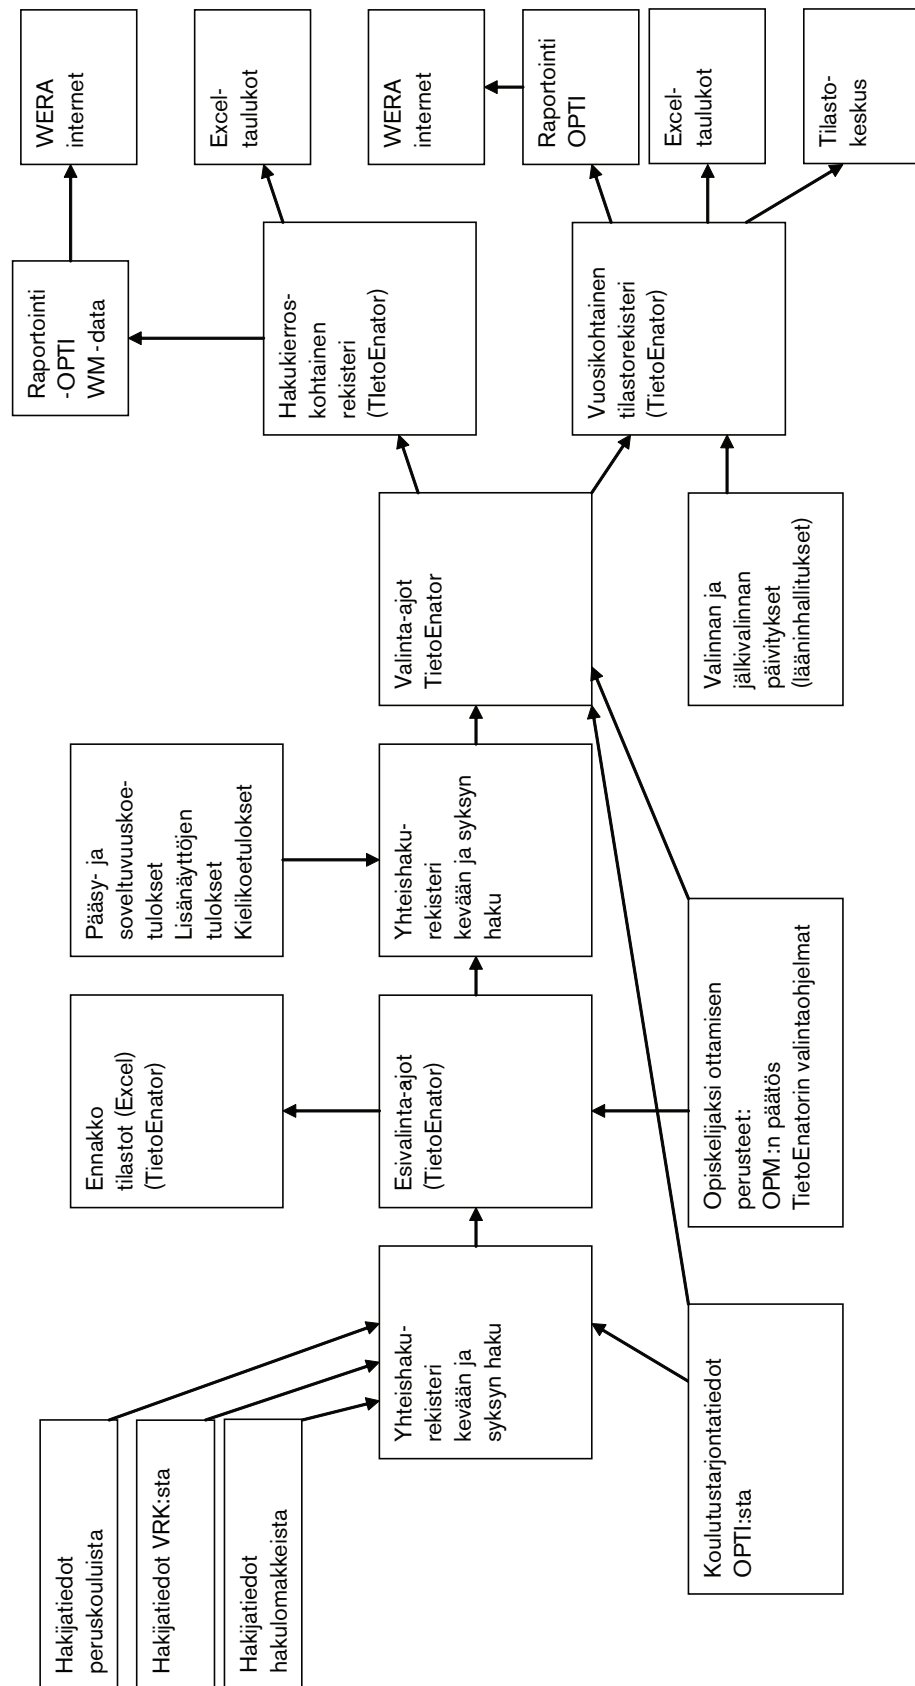 Hakijatiedot
peruskouluista
Hakijatiedot VRK:sta
Hakijatiedot
hakulomakkeista
Yhteishaku-
rekisteri
kevään ja
syksyn haku
Koulutustarjontatiedot
OPTI:sta
Ennakko
tilastot (Excel)
(TietoEnator)
Esivalinta-ajot
(TietoEnator)
Opiskelijaksi ottamisen
perusteet:
OPM:n päätös
TietoEnatorin valintaohjelmat
Pääsy- ja
soveltuvuuskoe-
tulokset
Lisänäyttöjen
tulokset
Kielikoetulokset
Yhteishaku-
rekisteri
kevään ja syksyn
haku
Valinta-ajot
TietoEnator
Valinnan ja
jälkivalinnan
päivitykset
(lääninhallitukset)
Raportointi
-OPTI
WM-data
Hakukierros-
kohtainen
rekisteri
(TIetoEnator)
Vuosikohtainen
tilastorekisteri
(TietoEnator)
WERA
internet
Excel-
taulukot
WERA
internet
Raportointi
OPTI
Excel-
taulukot
Tilasto-
keskus